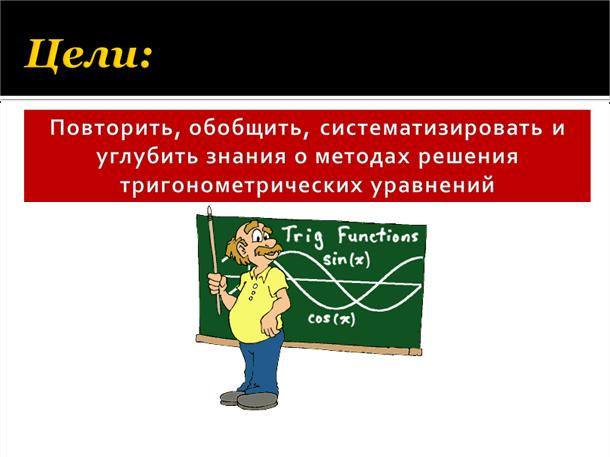 Цели:
Повторить, обобщить, систематизировать и
углубить знания о методах решения
тригонометрических уравнений
Trig Functions
sin(x)
cos(x)